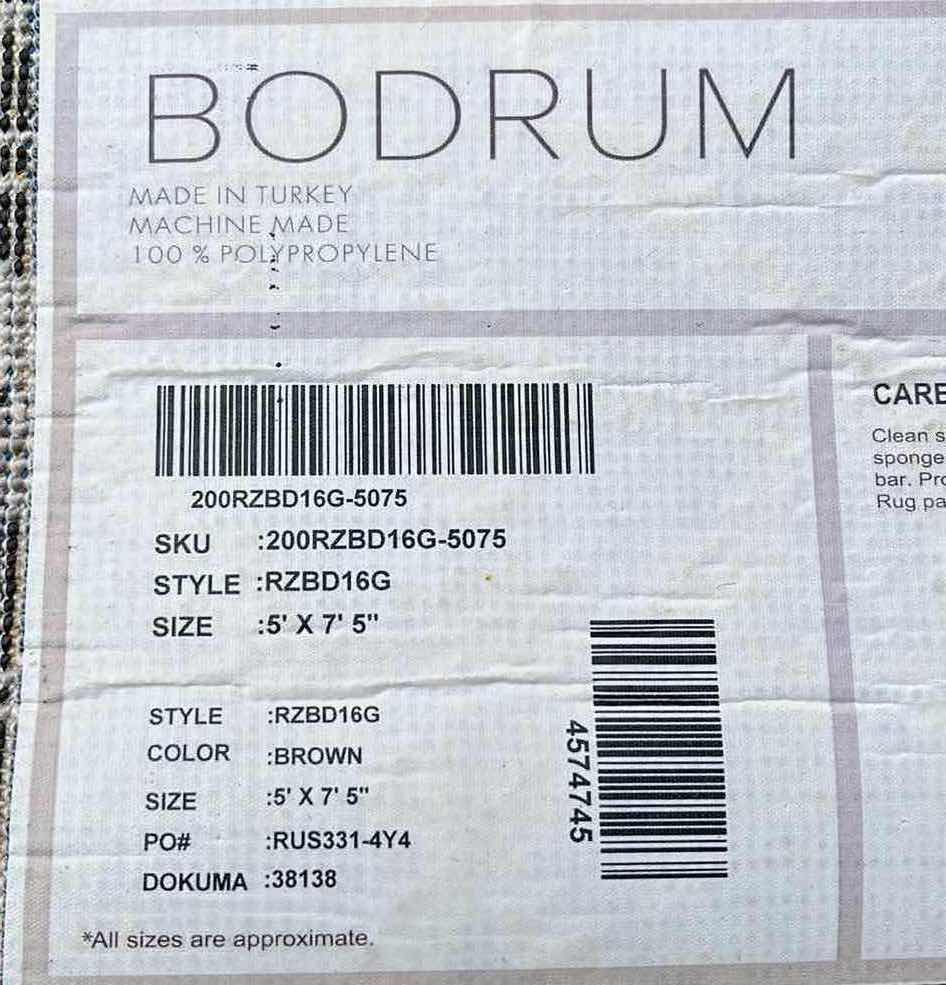 BODRUM
MADE IN TURKEY
MACHINE MADE
100 % POLYPROPYLENE
200RZBD16G-5075
SKU :200RZBD16G-5075
STYLE :RZBD16G
SIZE :5' X 7' 5"
4574745
STYLE :RZBD16G
COLOR :BROWN
SIZE :5' X 7' 5"
PO# :RUS331-4Y4
DOKUMA :38138
*All sizes are approximate.
CARE
Clean s
sponge
bar. Pro
Rug pa